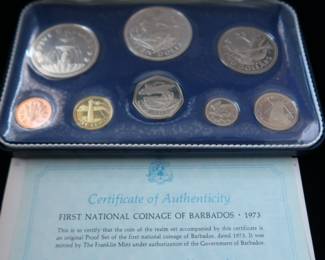 Certificate of Authenticity
FIRST NATIONAL COINAGE OF BARBADOS · 1973
This is to certify that the coin of the realm set accompanied by this certificate is
an original Proof Set of the first national coinage of Barbados, dated 1973. It was
minted by The Franklin Mint under authorization of the Government of Barbados.